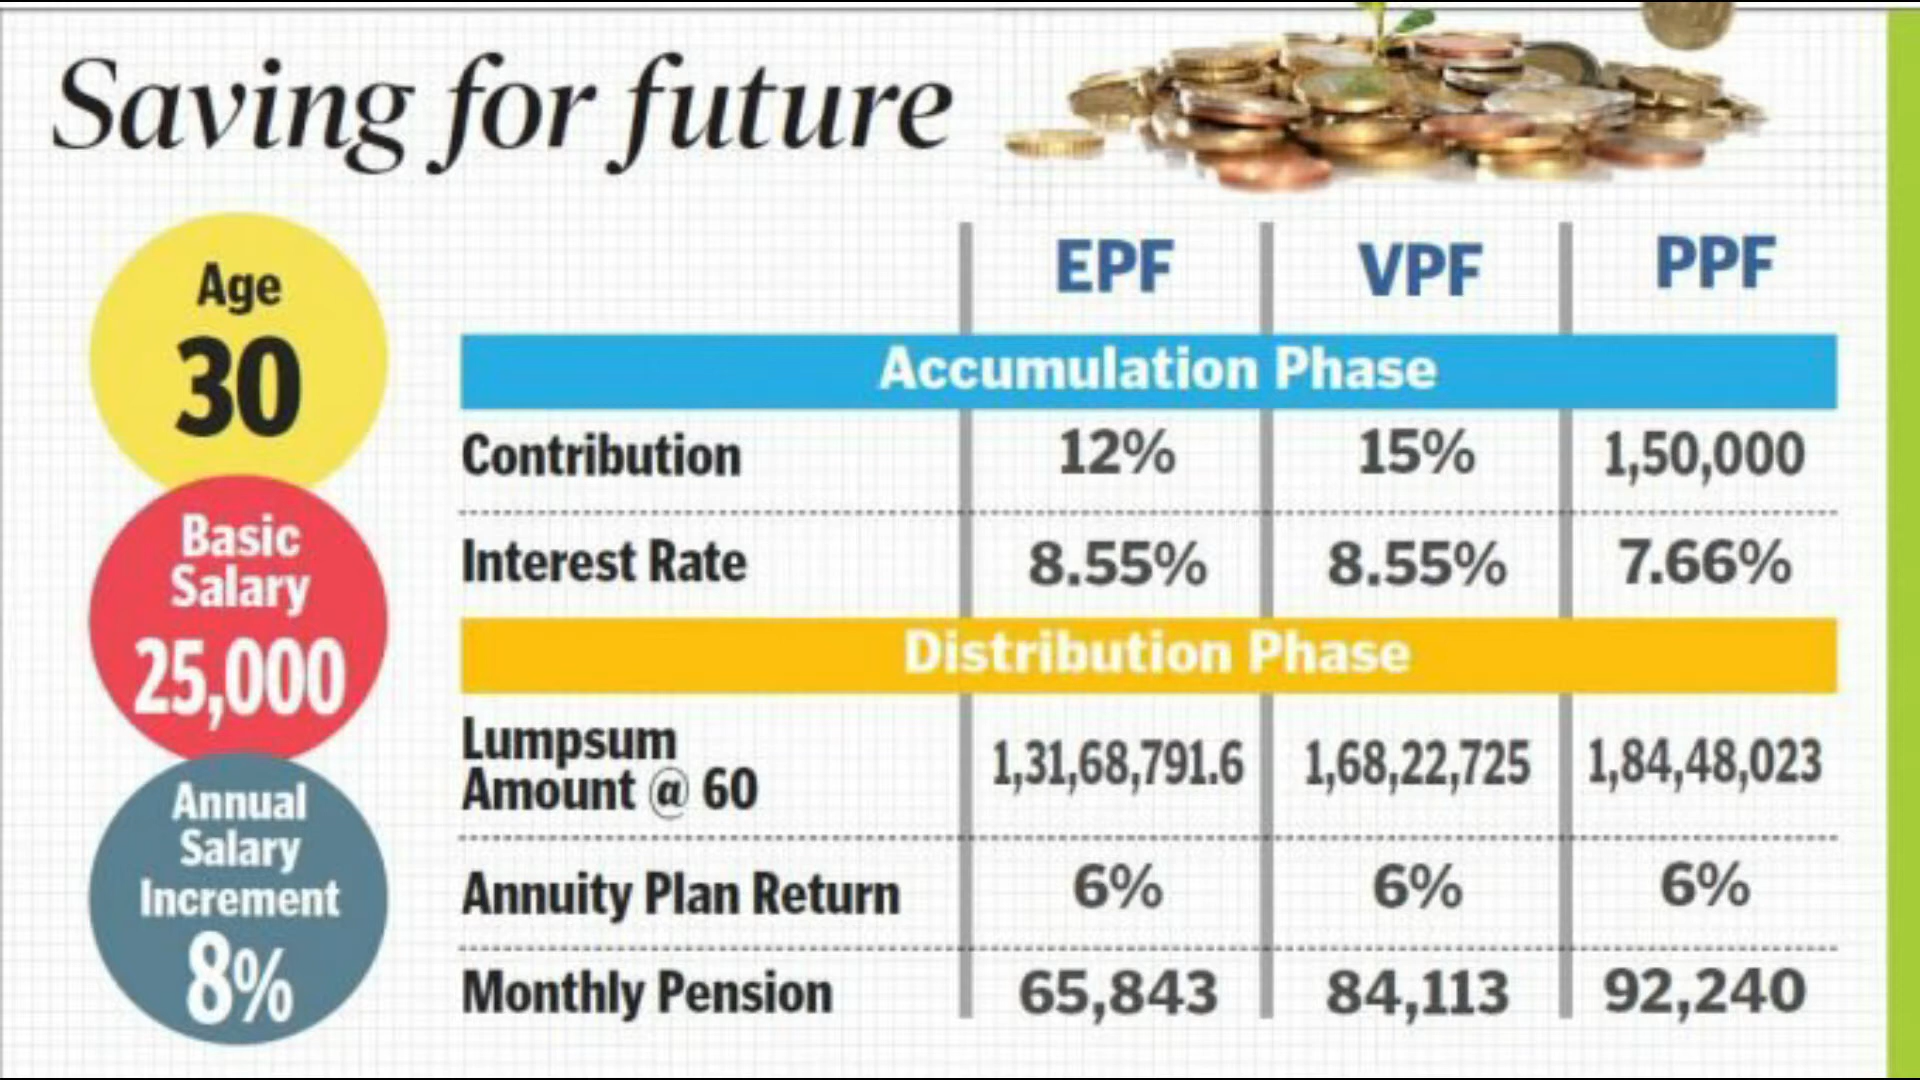 Saving for future
Age
30
Basic
Salary
25,000
Annual
Salary
Increment
8%
EPF VPF PPF
Accumulation Phase
Contribution 12% 15% 1,50,000
Interest Rate 8.55% 8.55% 7.66%
Distribution Phase
Lumpsum
Amount @ 60 1,31,68,791.6 1,68,22,725 1,84,48,023
Annuity Plan Return 6% 6% 6%
Monthly Pension 65,843 84,113 92,240